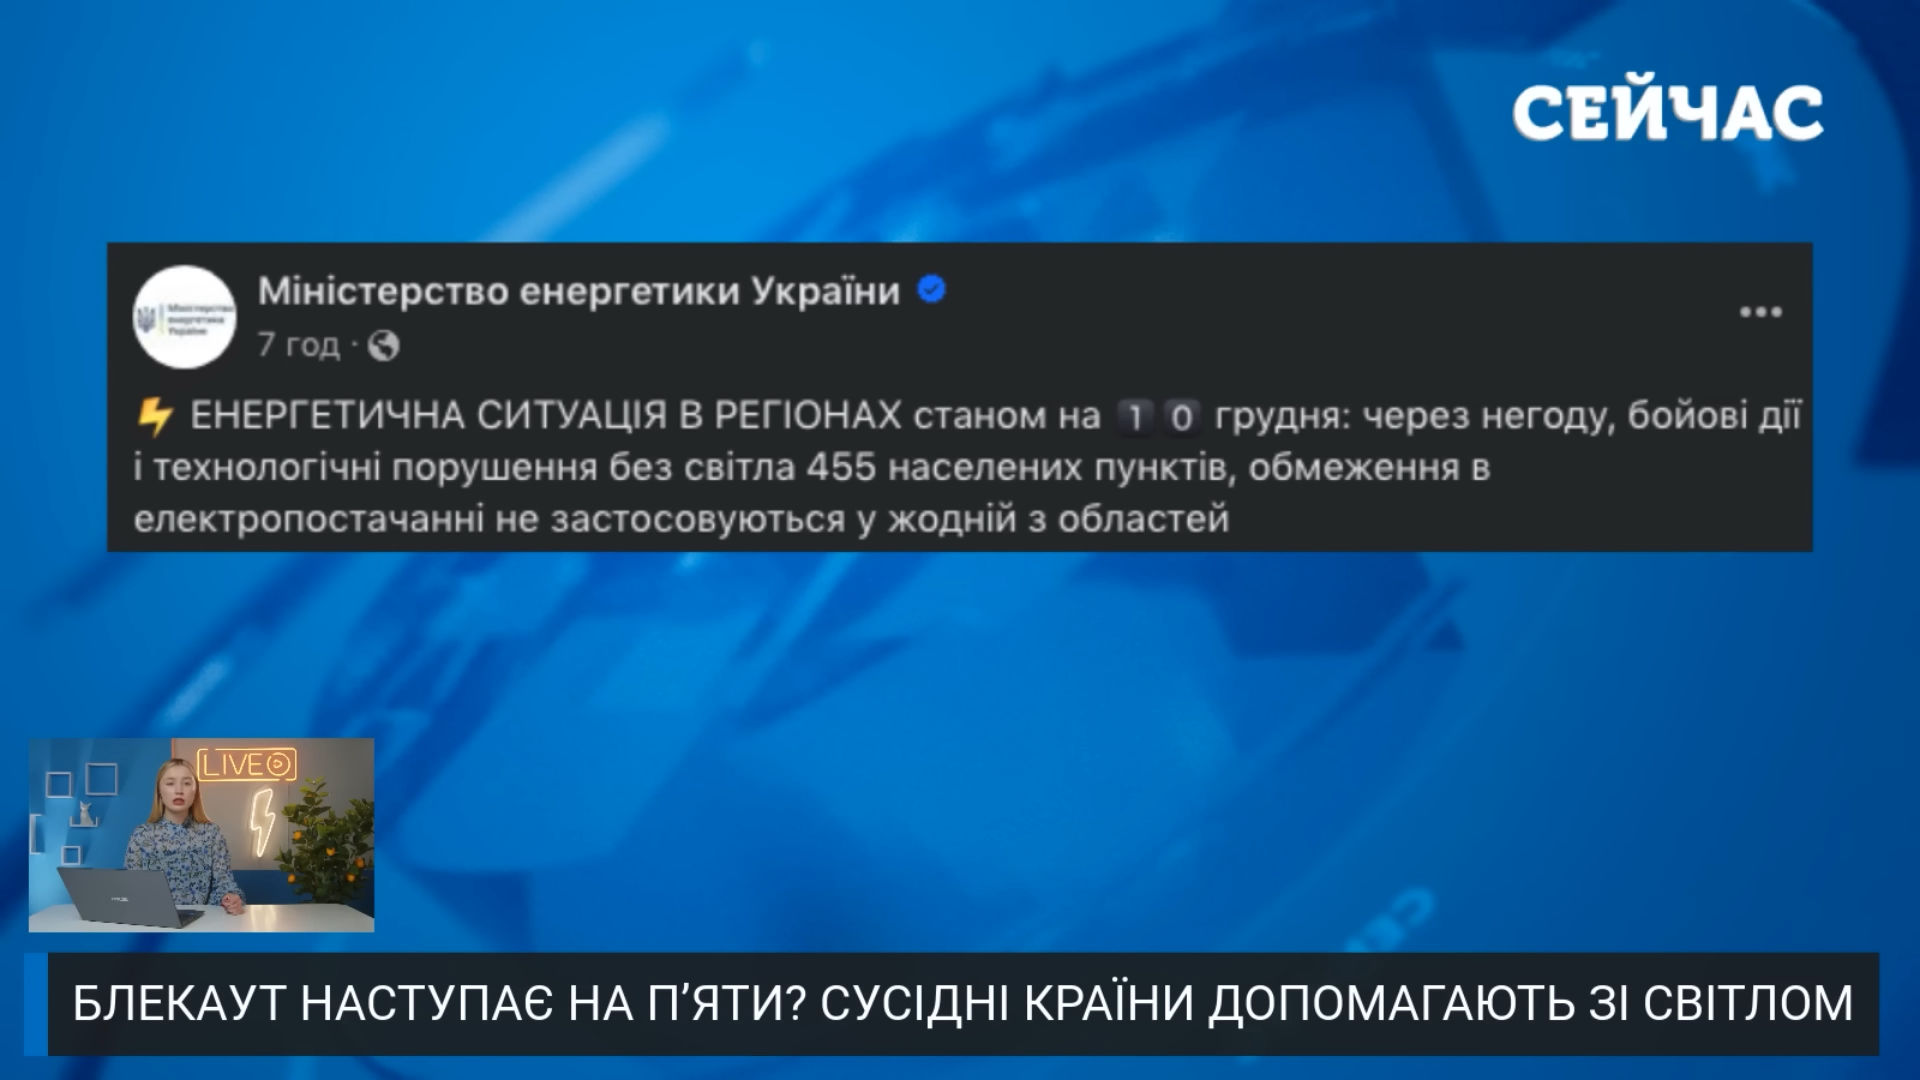 СЕЙЧАС
Міністерство енергетики України
7 год ·
⚡ ЕНЕРГЕТИЧНА СИТУАЦІЯ В РЕГІОНАХ станом на 1 0 грудня: через негоду, бойові дії
і технологічні порушення без світла 455 населених пунктів, обмеження в
електропостачанні не застосовуються у жодній з областей
LIVE
БЛЕКАУТ НАСТУПАЄ НА П’ЯТИ? СУСІДНІ КРАЇНИ ДОПОМАГАЮТЬ ЗІ СВІТЛОМ